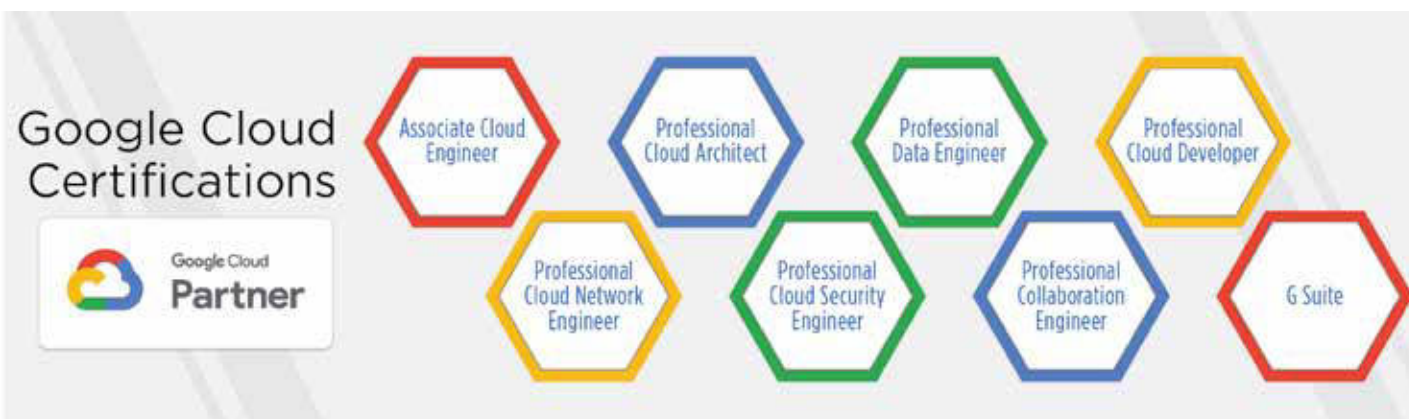 Google Cloud
Certifications
Google Cloud
Partner
Associate Cloud
Engineer
Professional
Cloud Architect
Professional
Data Engineer
Professional
Cloud Developer
Professional
Cloud Network
Engineer
Professional
Cloud Security
Engineer
Professional
Collaboration
Engineer
G Suite